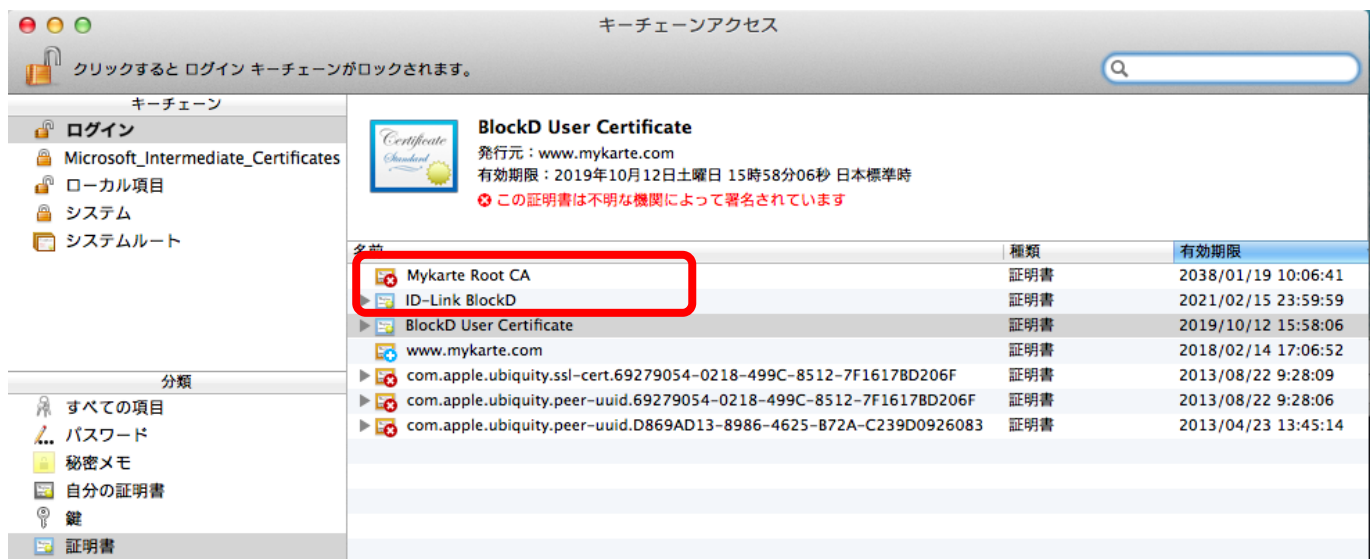 キーチェーンアクセス
クリックすると ログイン キーチェーンがロックされます。
キーチェーン
ログイン
Microsoft_Intermediate_Certificates
ローカル項目
システム
システムルート
分類
すべての項目
パスワード
秘密メモ
自分の証明書
鍵
証明書
Certificate
Standard
BlockD User Certificate
発行元：www.mykarte.com
有効期限：2019年10月12日土曜日 15時58分06秒 日本標準時
この証明書は不明な機関によって署名されています
名前 種類 有効期限
Mykarte Root CA 証明書 2038/01/19 10:06:41
ID-Link BlockD 証明書 2021/02/15 23:59:59
BlockD User Certificate 証明書 2019/10/12 15:58:06
www.mykarte.com 証明書 2018/02/14 17:06:52
com.apple.ubiquity.ssl-cert.69279054-0218-499C-8512-7F1617BD206F 証明書 2013/08/22 9:28:09
com.apple.ubiquity.peer-uuid.69279054-0218-499C-8512-7F1617BD206F 証明書 2013/08/22 9:28:06
com.apple.ubiquity.peer-uuid.D869AD13-8986-4625-B72A-C239D0926083 証明書 2013/04/23 13:45:14